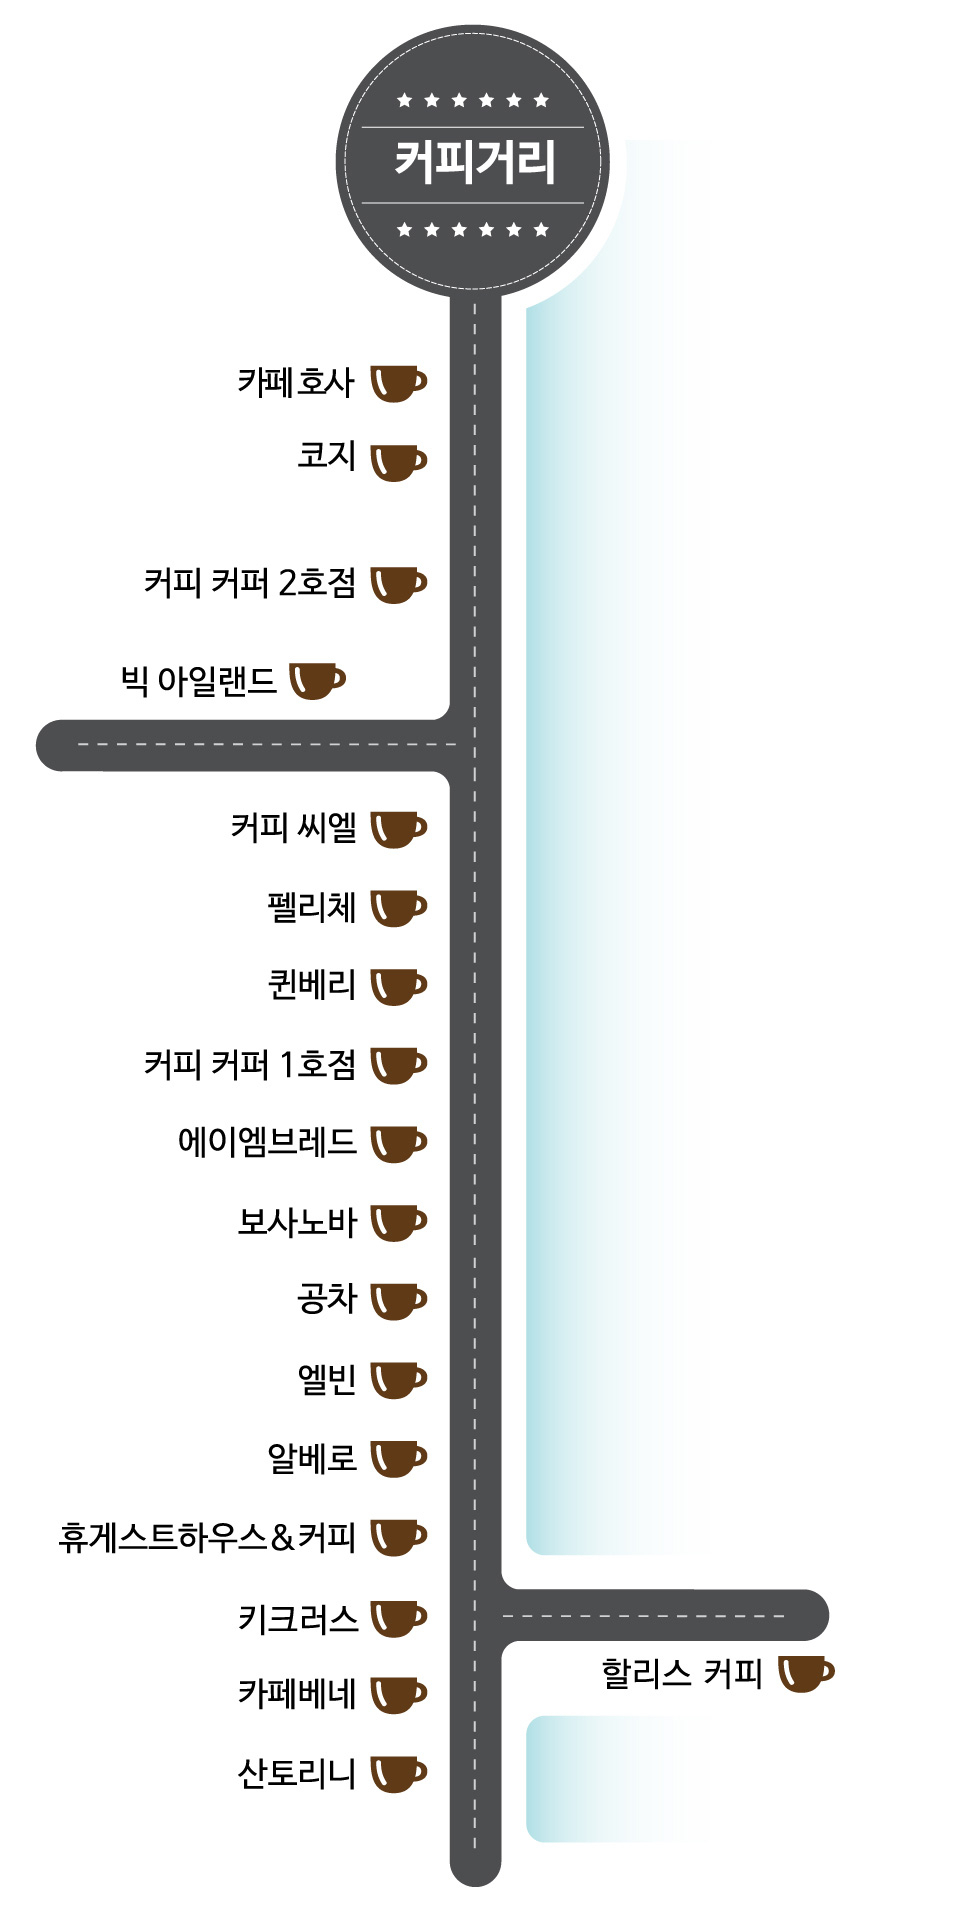 커피거리
카페 호사
코지
커피 커퍼 2호점
빅 아일랜드
커피 씨엘
펠리체
퀸베리
커피 커퍼 1호점
에이엠브레드
보사노바
공차
엘빈
알베로
휴게스트하우스&커피
키크러스
할리스 커피
카페베네
산토리니